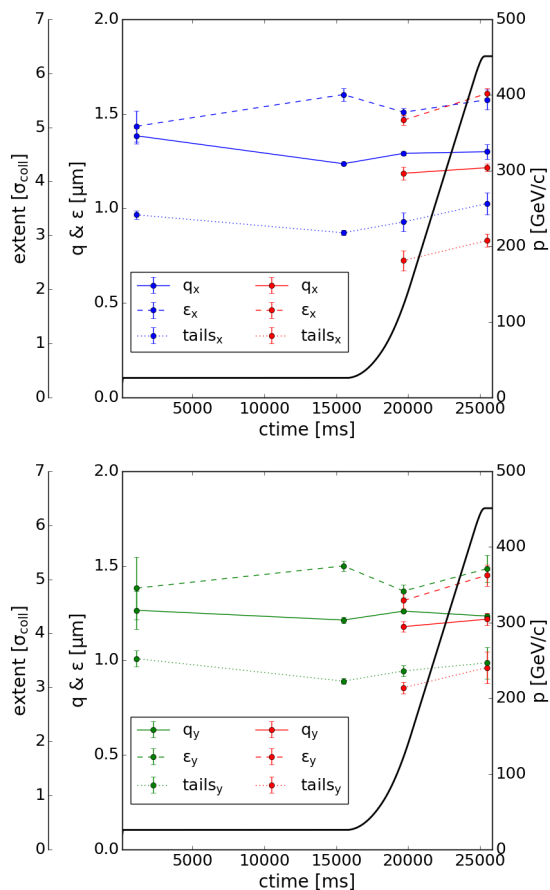 7
6
5
4
3
2
1
0
extent [σcoll]
2.0
1.5
1.0
0.5
0.0
q & ε [μm]
500
400
300
200
100
0
p [GeV/c]
qx qx
εx εx
tailsx tailsx
5000 10000 15000 20000 25000
ctime [ms]
7
6
5
4
3
2
1
0
extent [σcoll]
2.0
1.5
1.0
0.5
0.0
q & ε [μm]
500
400
300
200
100
0
p [GeV/c]
qy qy
εy εy
tailsy tailsy
5000 10000 15000 20000 25000
ctime [ms]